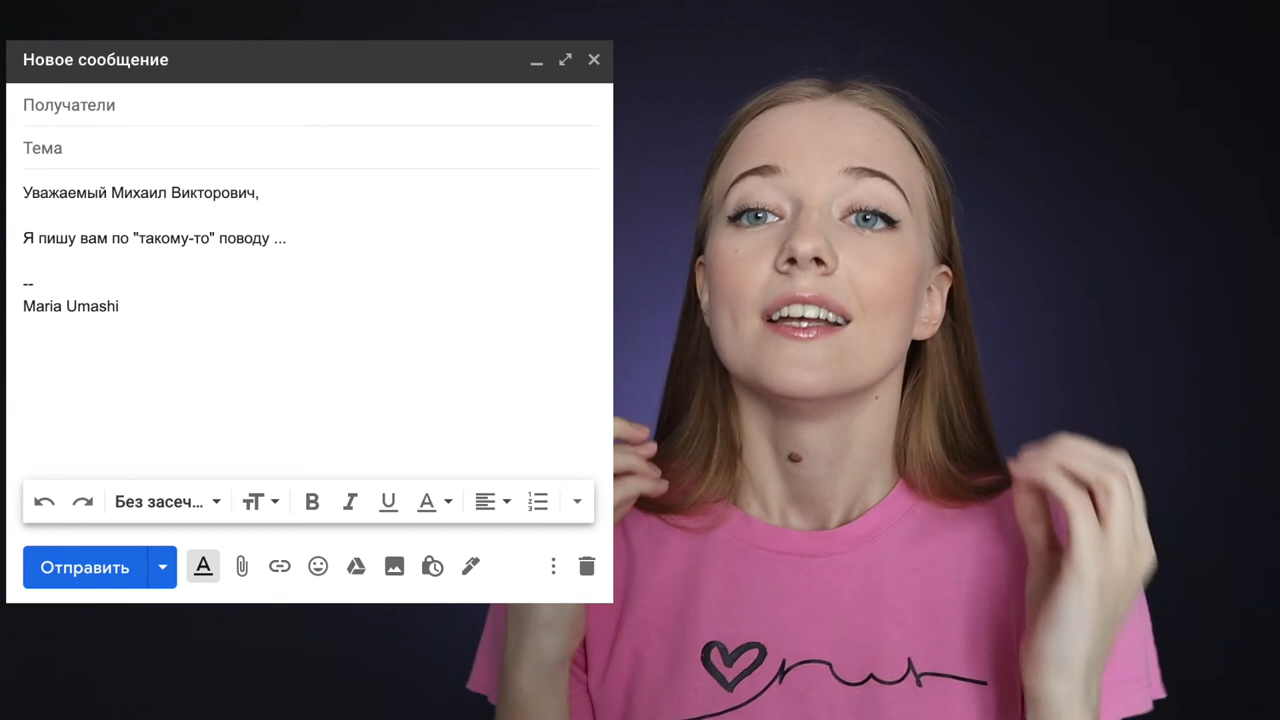 Новое сообщение
Получатели
Тема
Уважаемый Михаил Викторович,
Я пишу вам по "такому-то" поводу ...
--
Maria Umashi
Без засеч...
Отправить